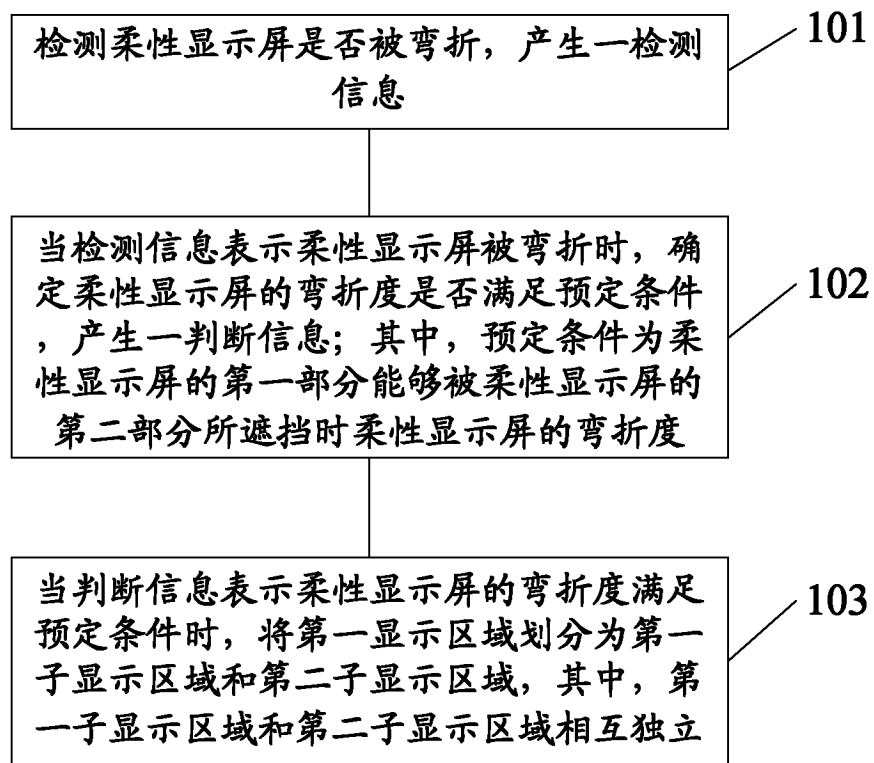 检测柔性显示屏是否被弯折，产生一检测
信息
101
当检测信息表示柔性显示屏被弯折时，确
定柔性显示屏的弯折度是否满足预定条件
，产生一判断信息；其中，预定条件为柔
性显示屏的第一部分能够被柔性显示屏的
第二部分所遮挡时柔性显示屏的弯折度
102
当判断信息表示柔性显示屏的弯折度满足
预定条件时，将第一显示区域划分为第一
子显示区域和第二子显示区域，其中，第
一子显示区域和第二子显示区域相互独立
103